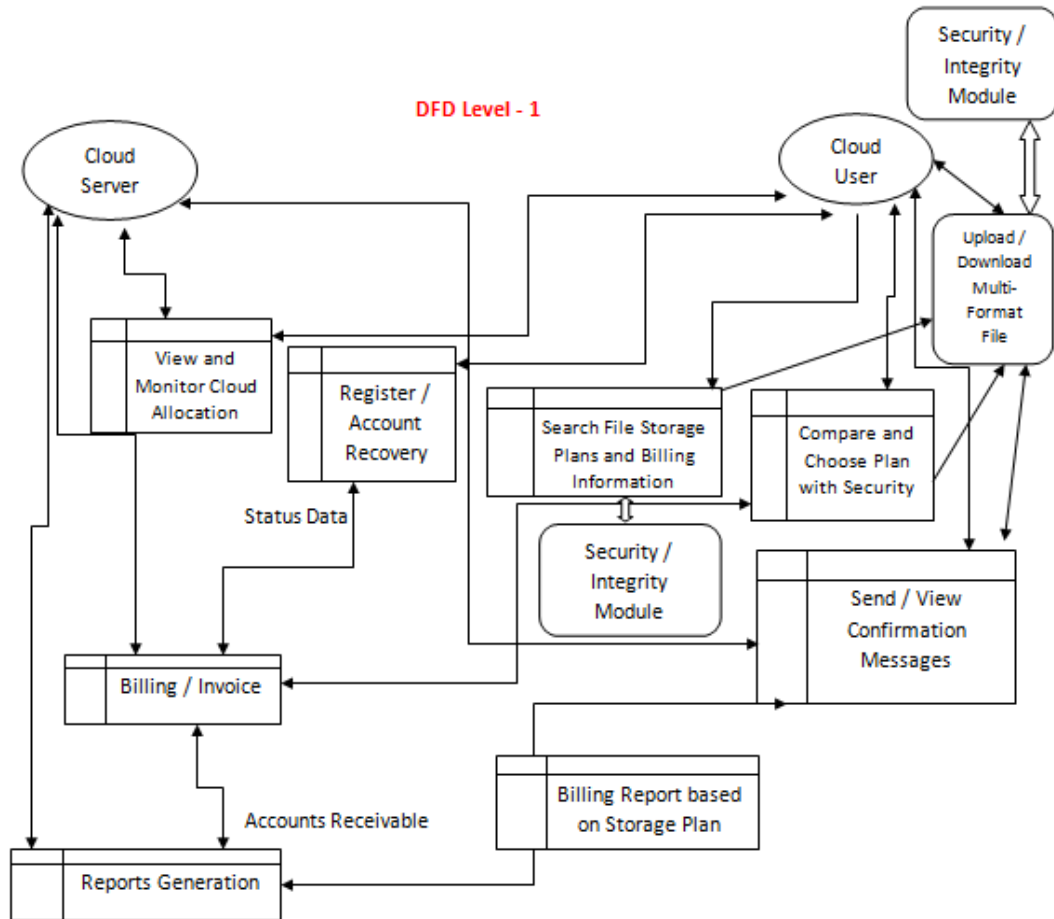 Security /
Integrity
Module
DFD Level - 1
Cloud
Server
Cloud
User
Upload /
Download
Multi-
Format
File
View and
Monitor Cloud
Allocation
Register /
Account
Recovery
Search File Storage
Plans and Billing
Information
Compare and
Choose Plan
with Security
Status Data
Security /
Integrity
Module
Send / View
Confirmation
Messages
Billing / Invoice
Billing Report based
on Storage Plan
Accounts Receivable
Reports Generation